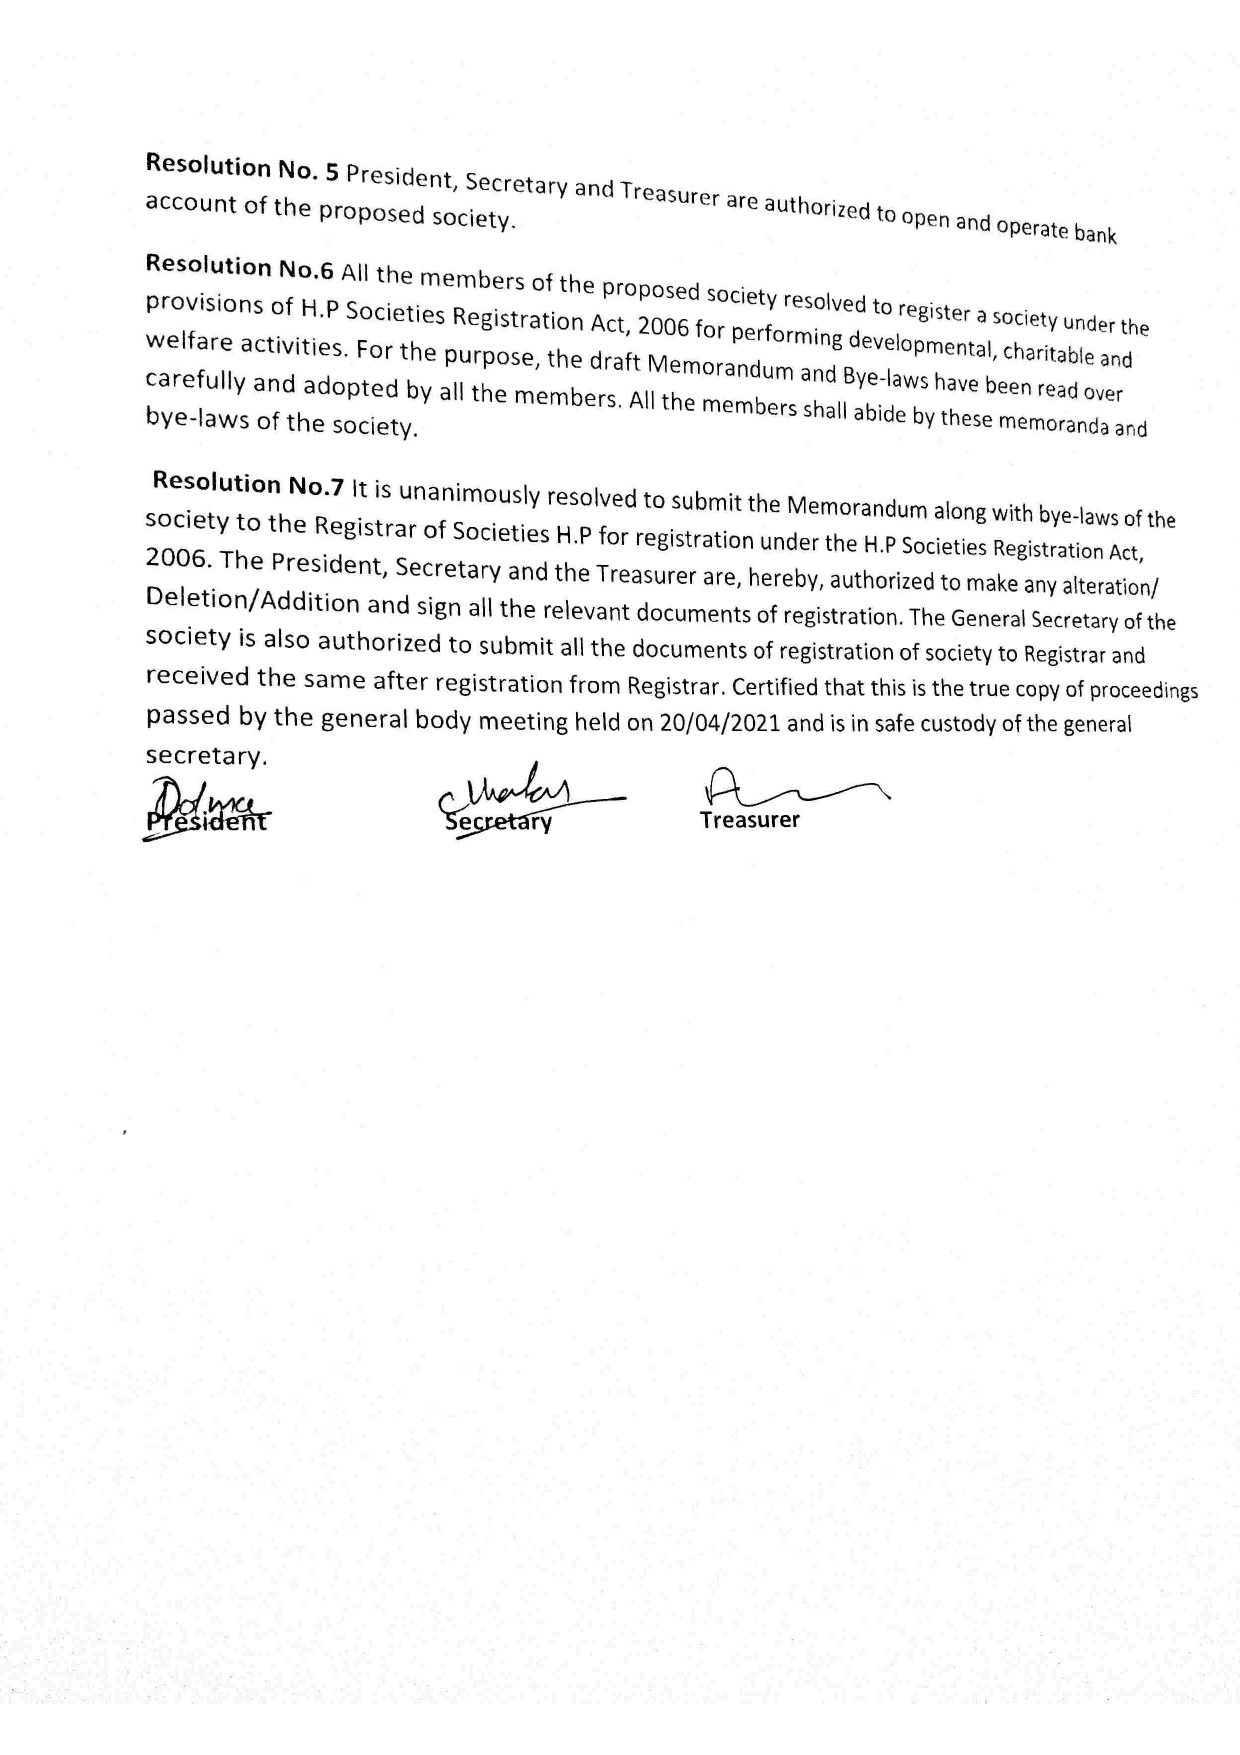 Resolution No. 5 President, Secretary and Treasurer are authorized to open and operate bank
account of the proposed society.
Resolution No.6 All the members of the proposed society resolved to register a society under the
provisions of H.P Societies Registration Act, 2006 for performing developmental, charitable and
welfare activities. For the purpose, the draft Memorandum and Bye-laws have been read over
carefully and adopted by all the members. All the members shall abide by these memoranda and
bye-laws of the society.
Resolution No.7 It is unanimously resolved to submit the Memorandum along with bye-laws of the
society to the Registrar of Societies H.P for registration under the H.P Societies Registration Act,
2006. The President, Secretary and the Treasurer are, hereby, authorized to make any alteration/
Deletion/Addition and sign all the relevant documents of registration. The General Secretary of the
society is also authorized to submit all the documents of registration of society to Registrar and
received the same after registration from Registrar. Certified that this is the true copy of proceedings
passed by the general body meeting held on 20/04/2021 and is in safe custody of the general
secretary.
Dolma
President Secretary Treasurer